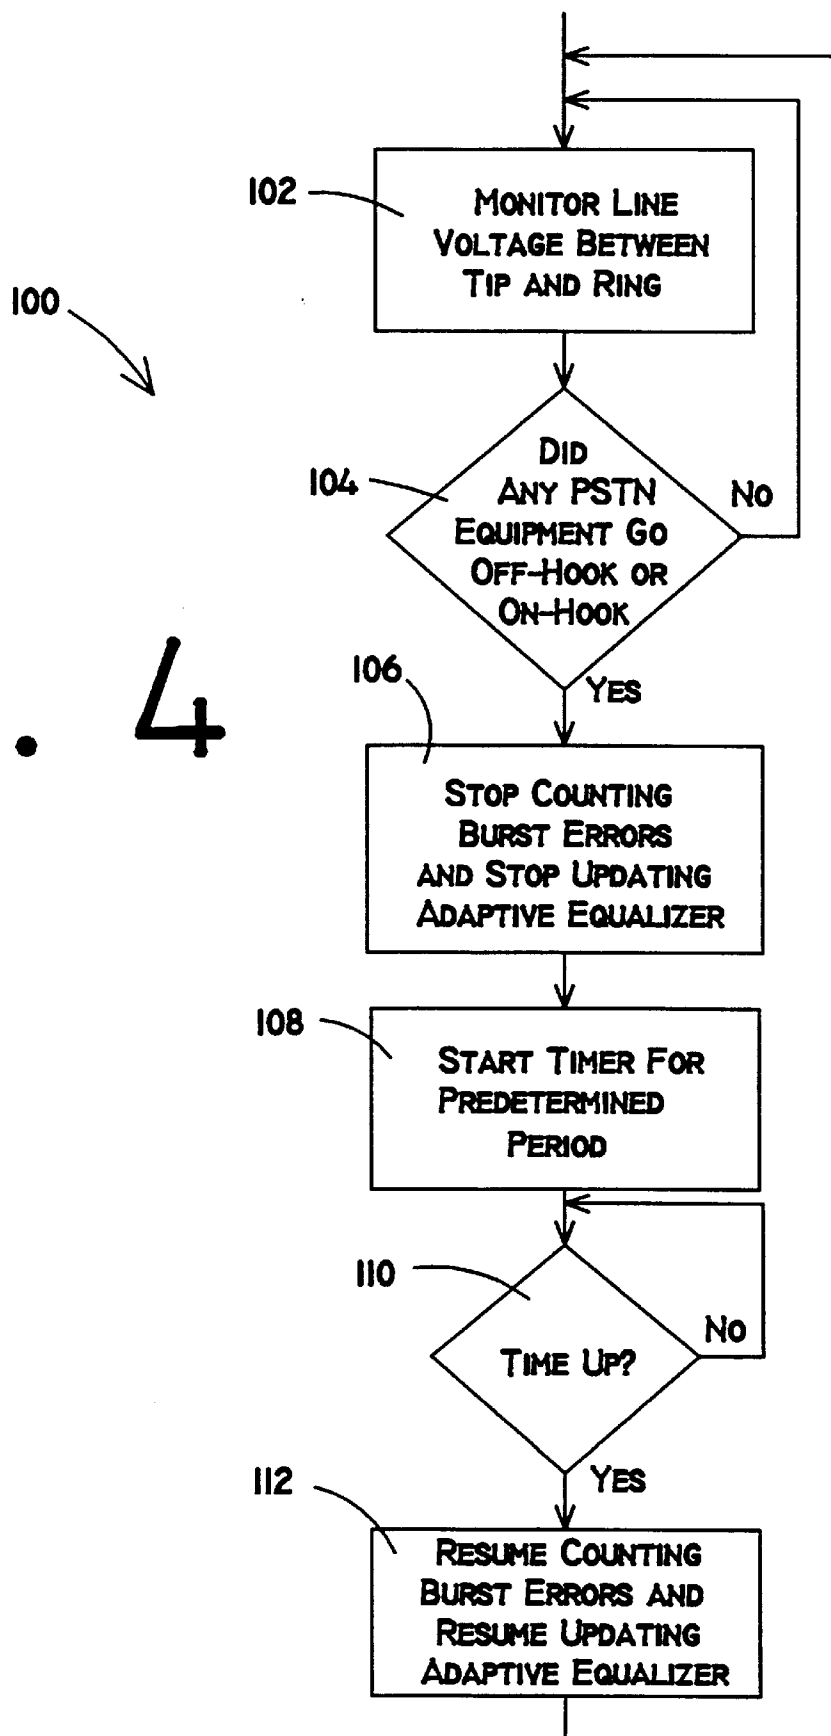 102
MONITOR LINE
VOLTAGE BETWEEN
TIP AND RING
100
104
DID
ANY PSTN
EQUIPMENT GO
OFF-HOOK OR
ON-HOOK
NO
YES
. 4
106
STOP COUNTING
BURST ERRORS
AND STOP UPDATING
ADAPTIVE EQUALIZER
108
START TIMER FOR
PREDETERMINED
PERIOD
110
TIME UP?
NO
YES
112
RESUME COUNTING
BURST ERRORS AND
RESUME UPDATING
ADAPTIVE EQUALIZER